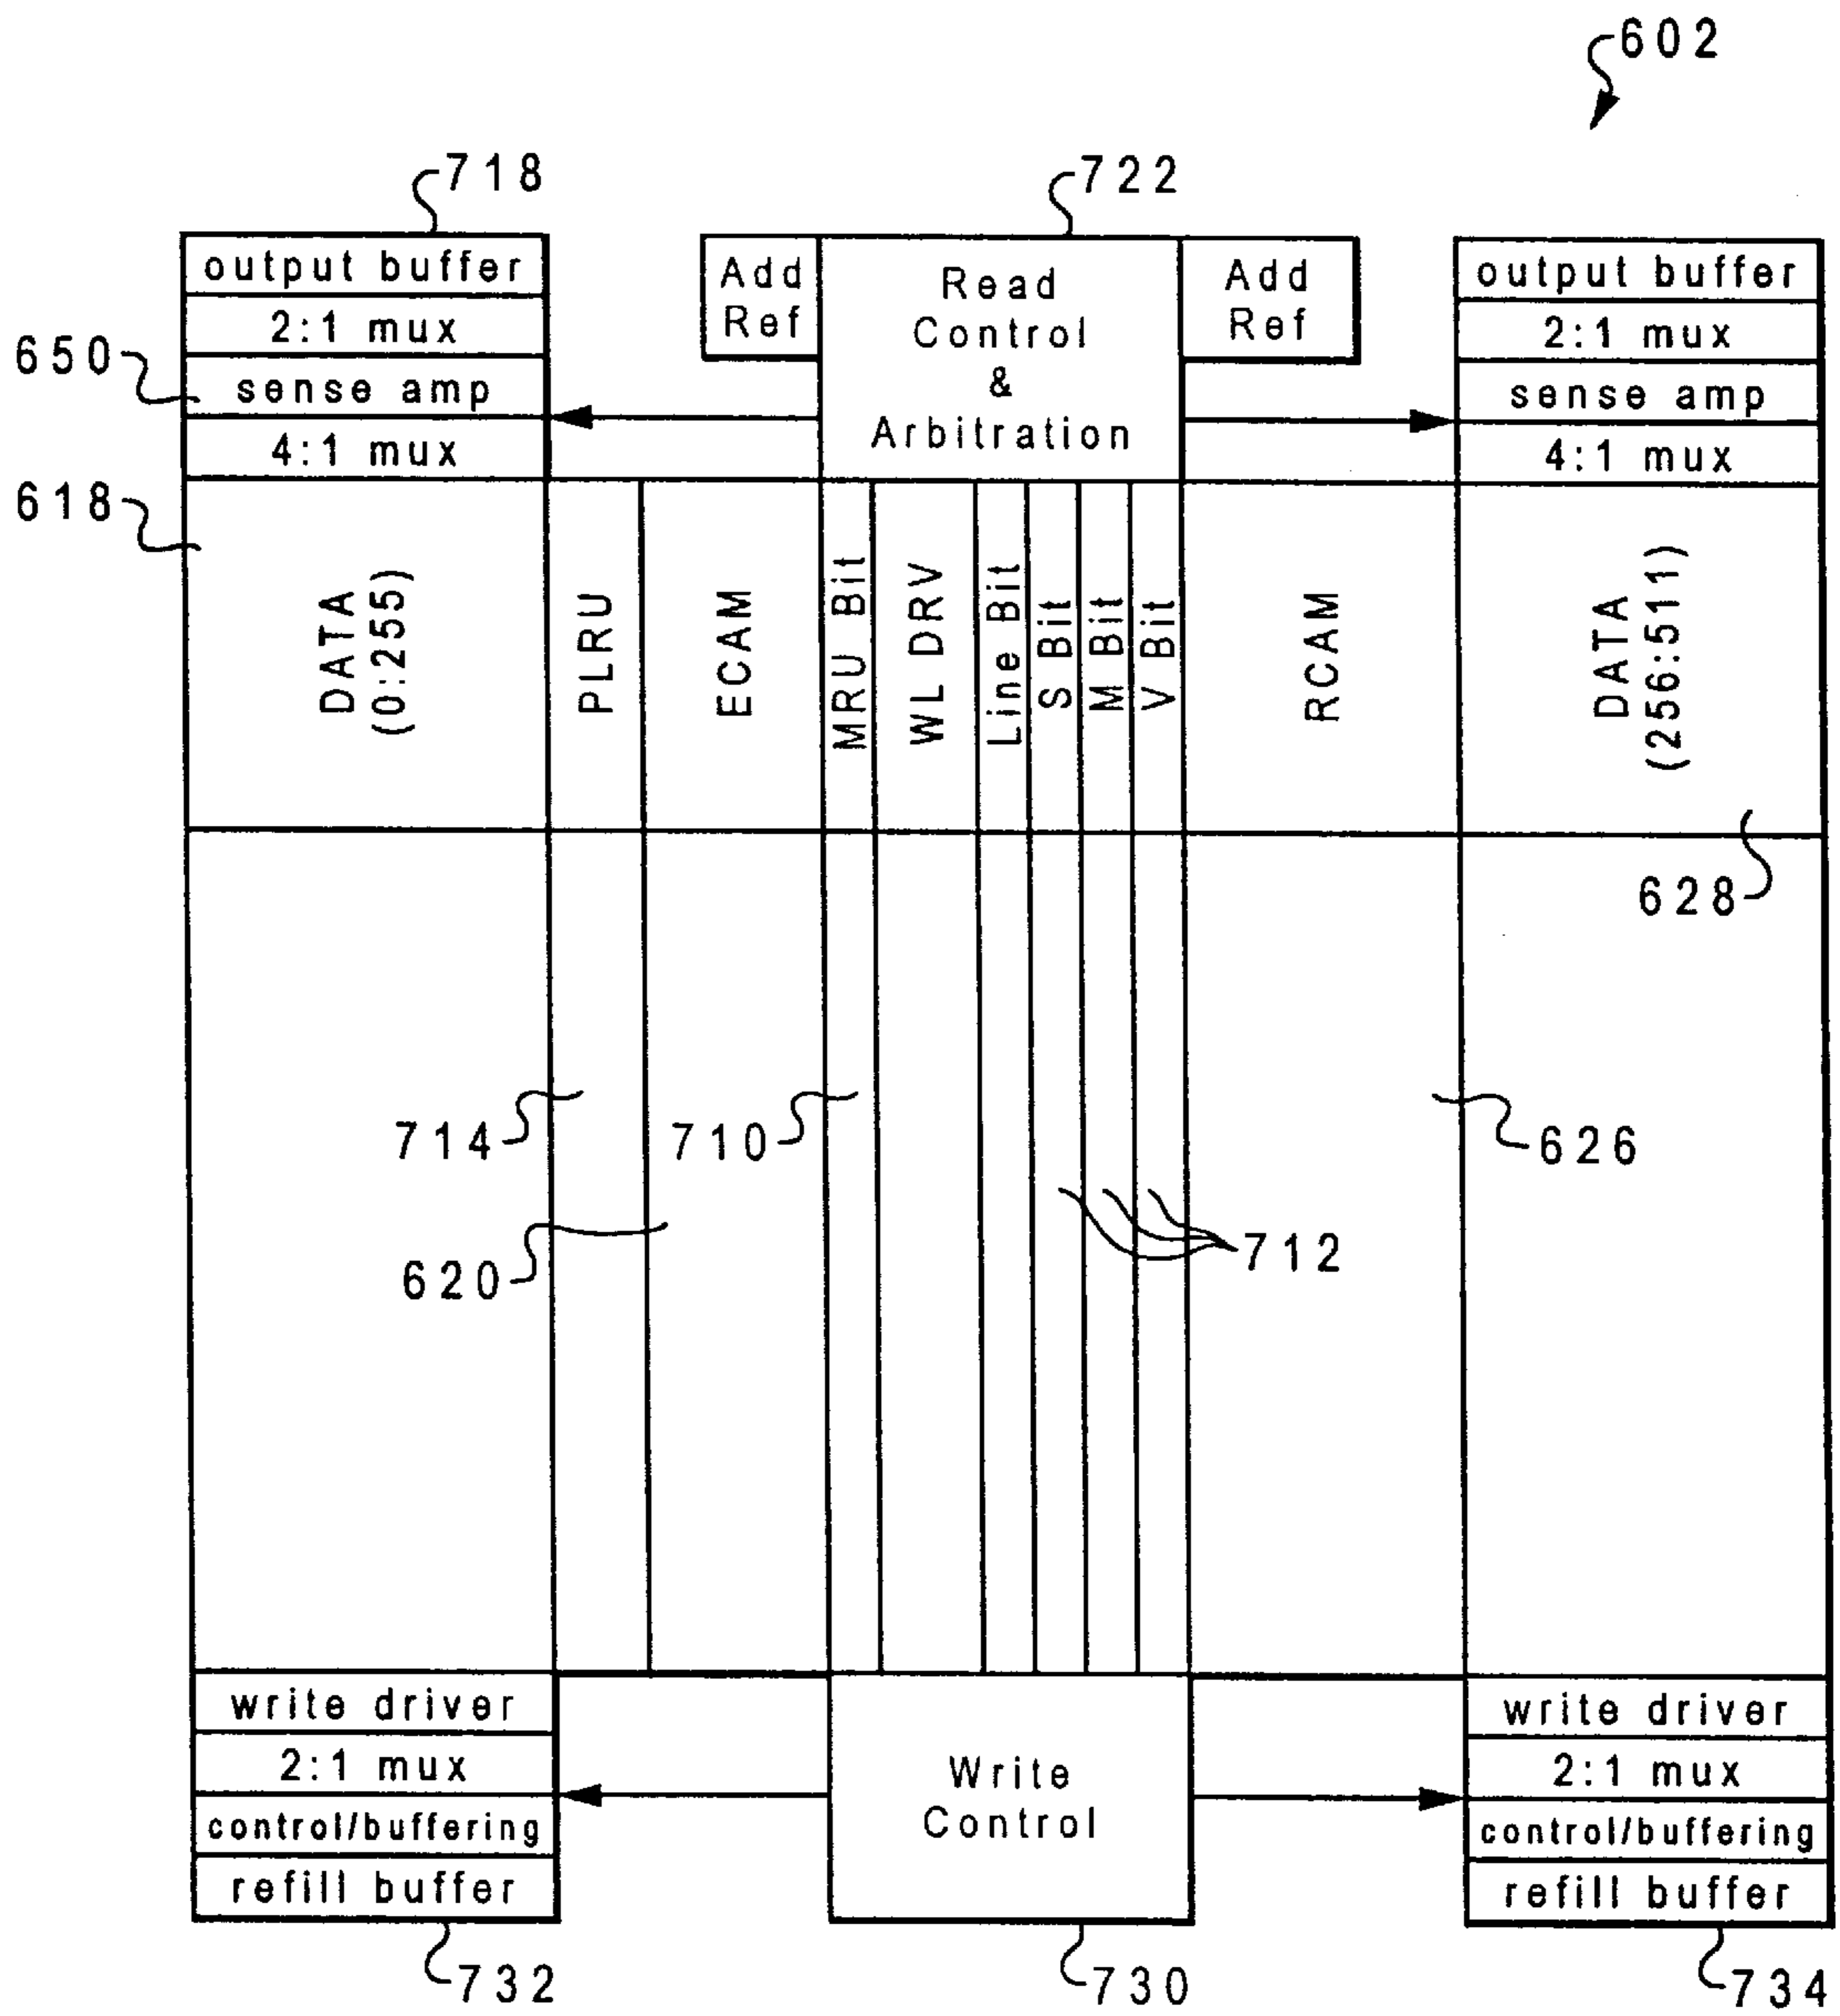 602
718
722
output buffer
2:1 mux
sense amp
4:1 mux
650
Add
Ref
Read
Control
&
Arbitration
Add
Ref
output buffer
2:1 mux
sense amp
4:1 mux
618
DATA
(0:255)
PLRU
ECAM
MRU Bit
WL DRV
Line Bit
S Bit
M Bit
V Bit
RCAM
DATA
(256:511)
628
714
710
626
620
712
write driver
2:1 mux
control/buffering
refill buffer
Write
Control
write driver
2:1 mux
control/buffering
refill buffer
732
730
734